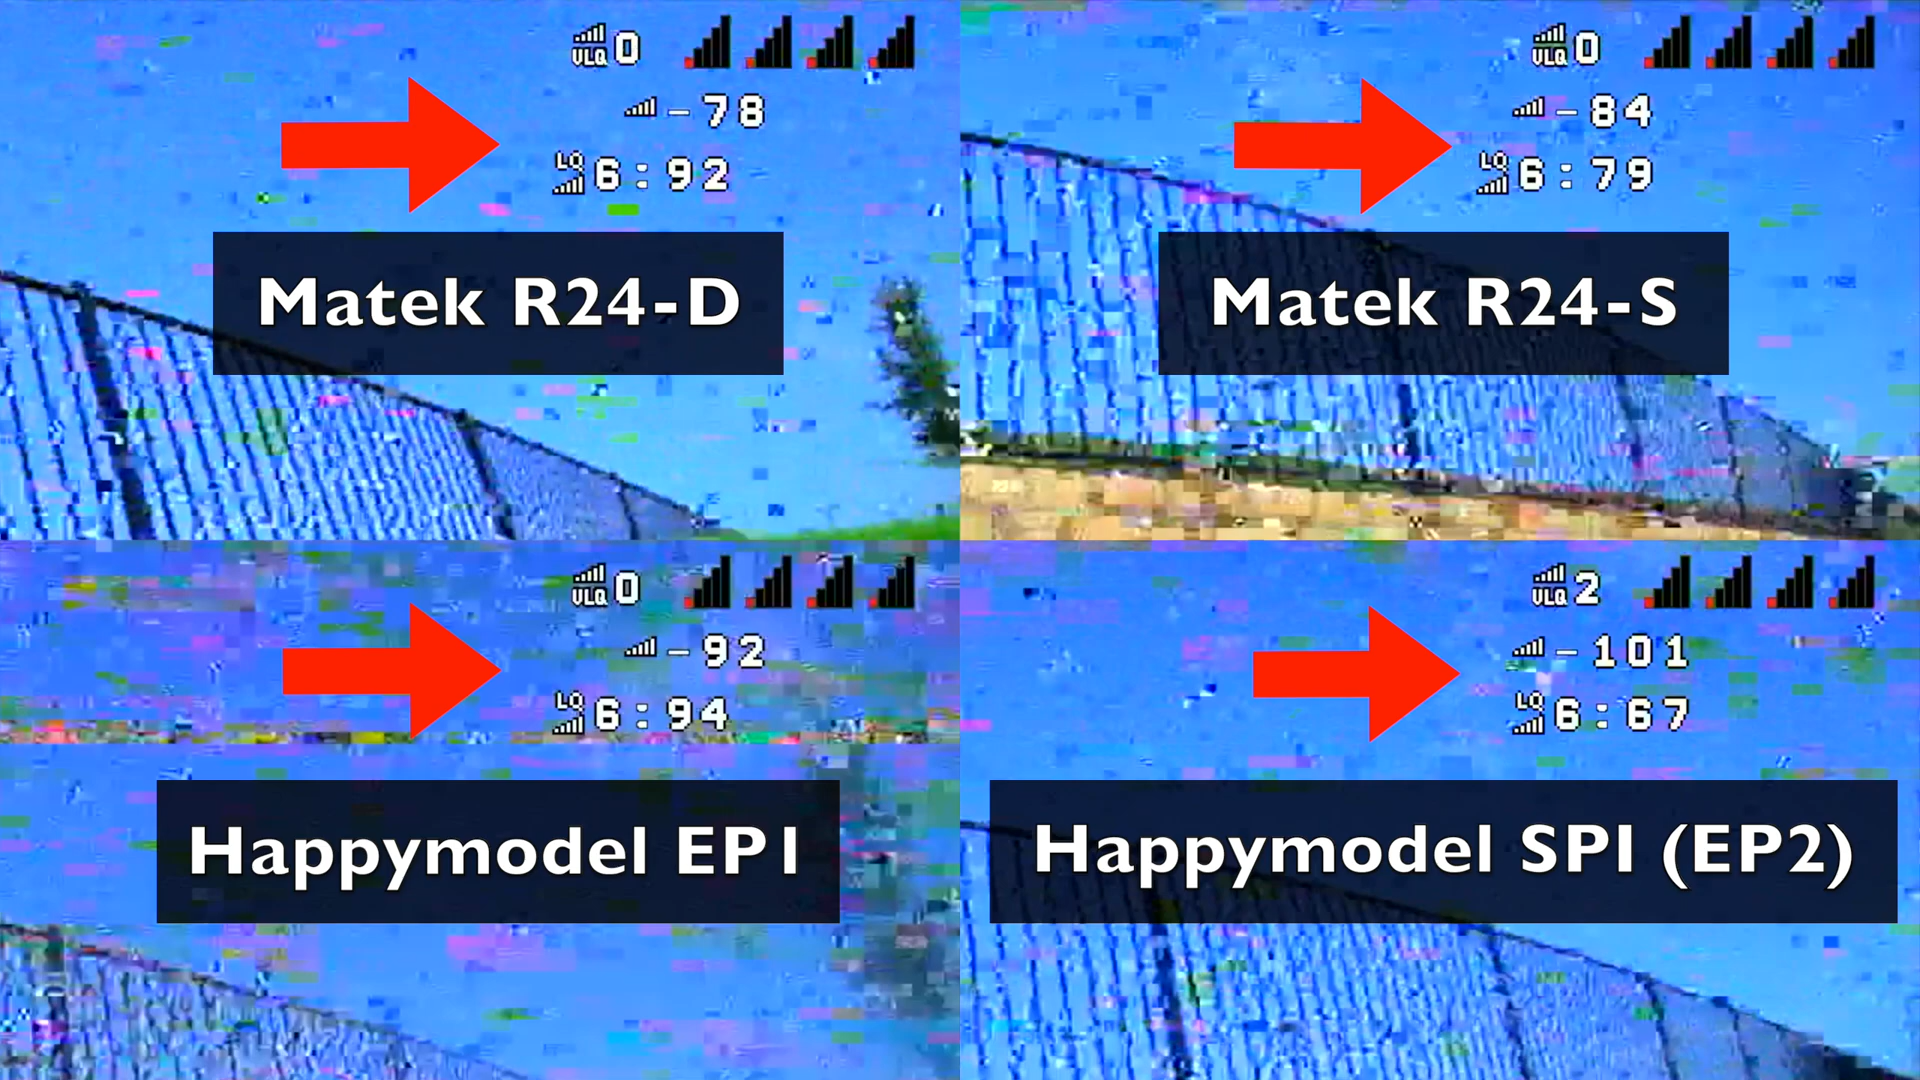 VLQ 0
-78
LQ 6:92
Matek R24-D
VLQ 0
-84
LQ 6:79
Matek R24-S
VLQ 0
-92
LQ 6:94
Happymodel EP1
VLQ 2
-101
LQ 6:67
Happymodel SPI (EP2)